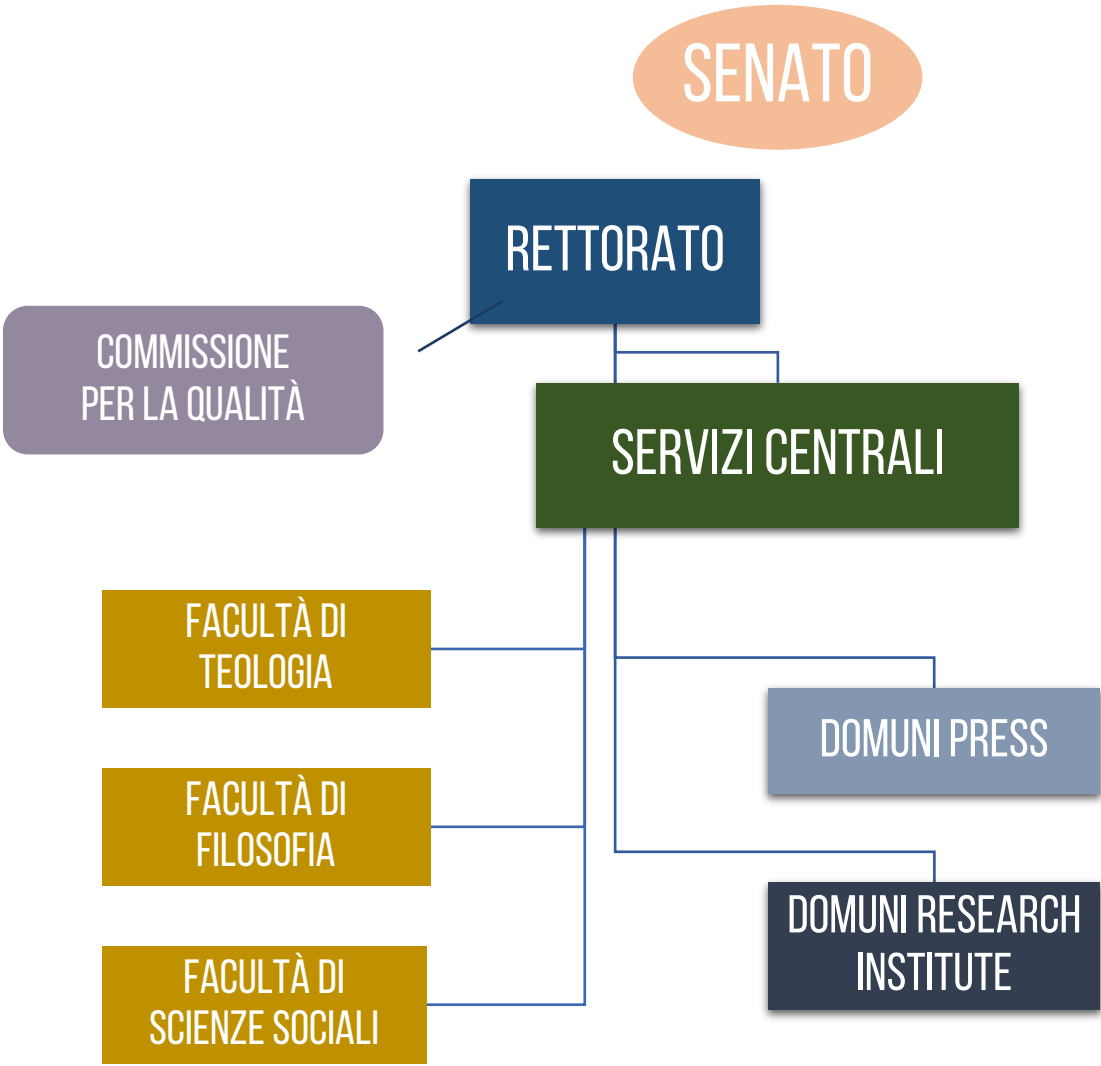 SENATO
RETTORATO
COMMISSIONE
PER LA QUALITÀ
SERVIZI CENTRALI
FACULTÀ DI
TEOLOGIA
FACULTÀ DI
FILOSOFIA
FACULTÀ DI
SCIENZE SOCIALI
DOMUNI PRESS
DOMUNI RESEARCH
INSTITUTE